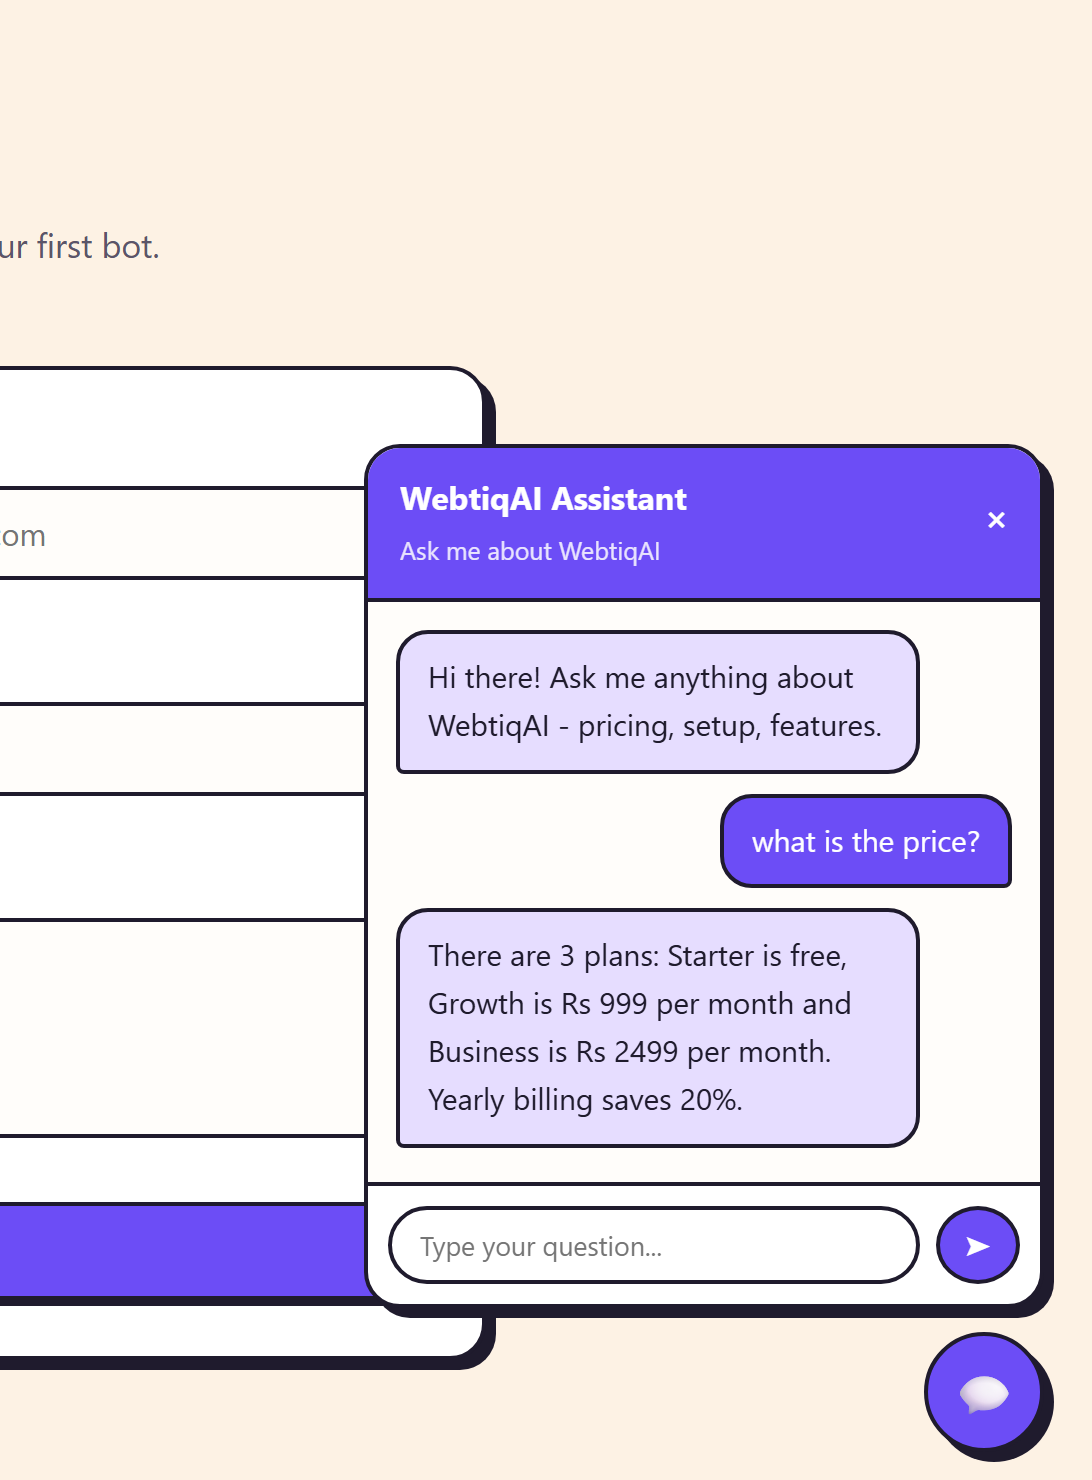 ur first bot.
com
WebtiqAI Assistant
Ask me about WebtiqAI
×
Hi there! Ask me anything about
WebtiqAI - pricing, setup, features.
what is the price?
There are 3 plans: Starter is free,
Growth is Rs 999 per month and
Business is Rs 2499 per month.
Yearly billing saves 20%.
Type your question...